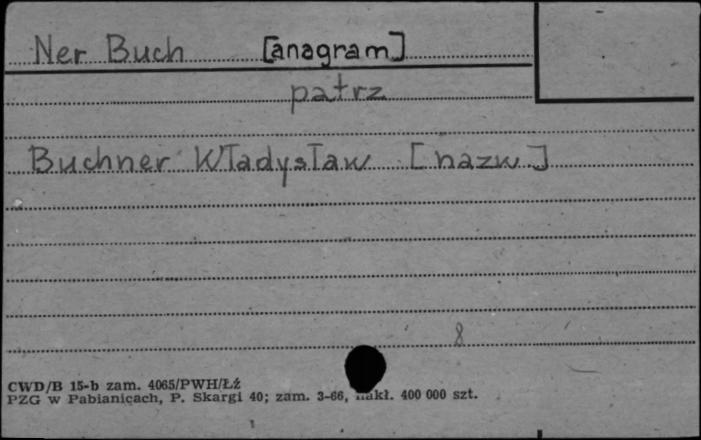 Ner Buch [anagram]
patrz
Buchner Władysław [nazw.]
8
CWD/B 15-b zam. 4065/PWH/ŁŹ
PZG w Pabianicach, P. Skargi 40; zam. 3-66, nakł. 400 000 szt.